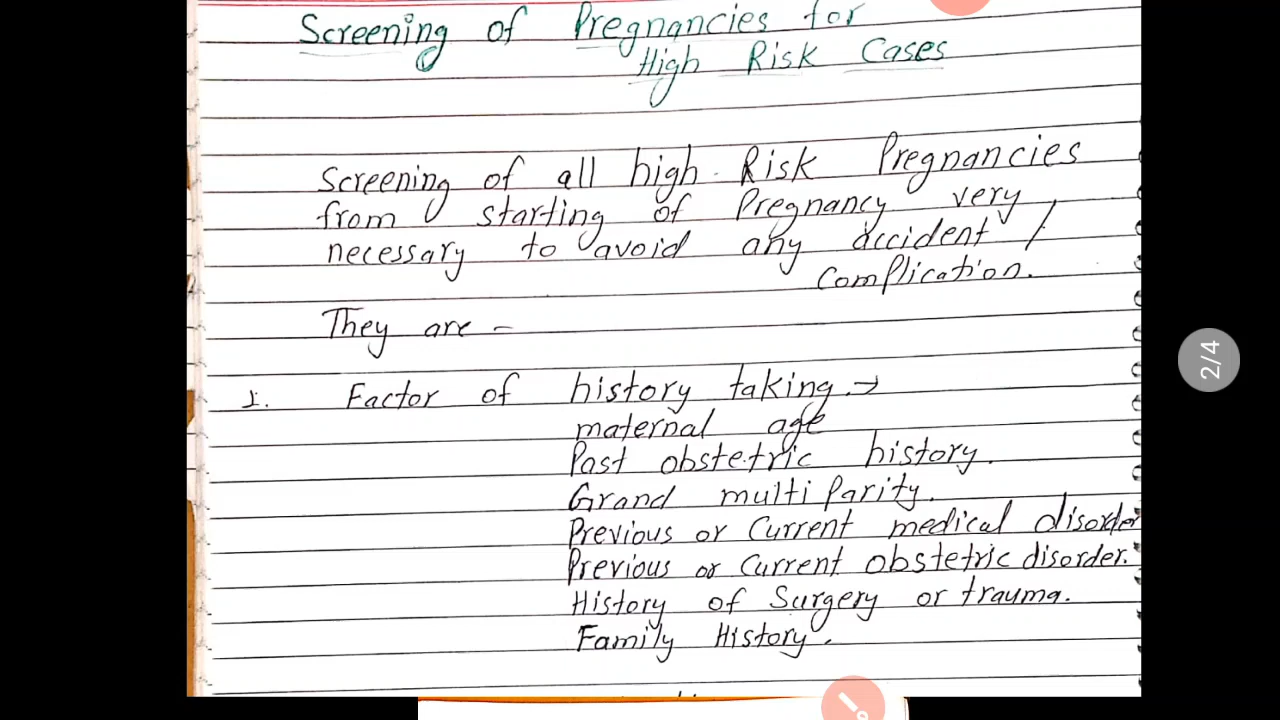 Screening of Pregnancies for
High Risk Cases
Screening of all high Risk Pregnancies
from starting of Pregnancy very
necessary to avoid any accident /
Complication.
They are -
1. Factor of history taking →
maternal age
Past obstetric history.
Grand multi Parity.
Previous or Current medical disorder
Previous or Current obstetric disorder.
History of Surgery or trauma.
Family History.
2/4